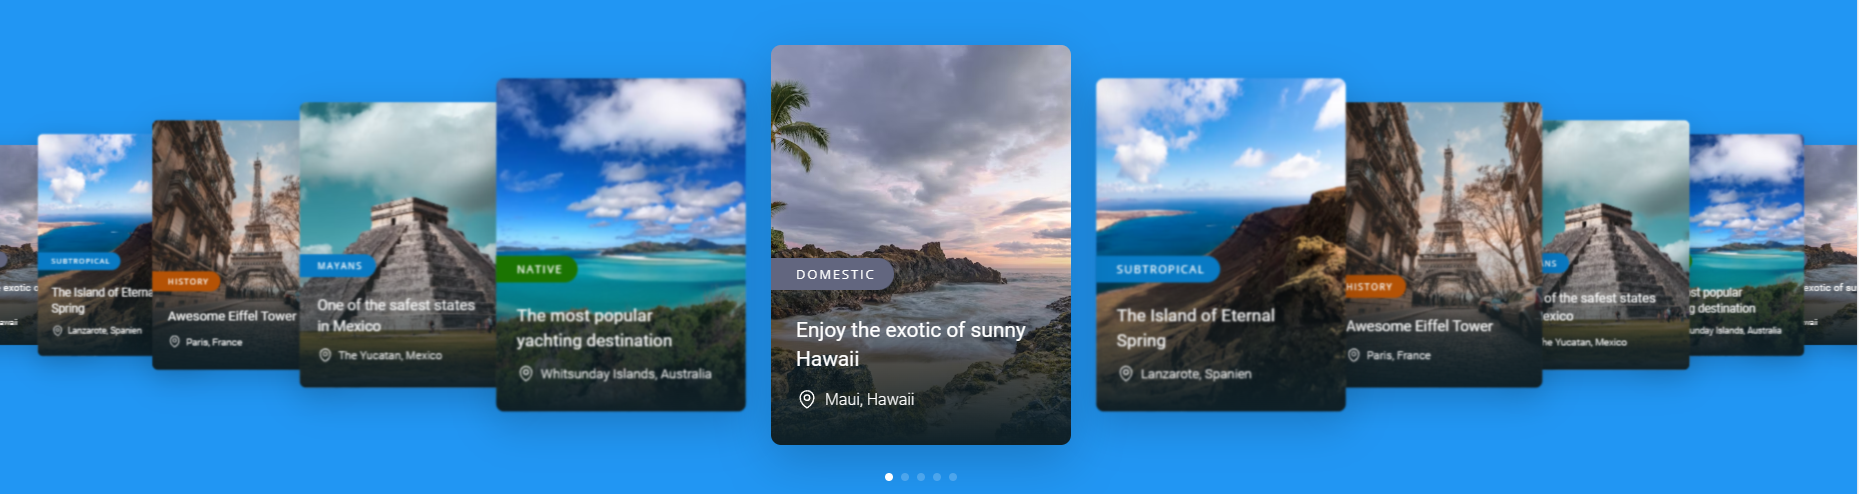 exotic
SUBTROPICAL
The Island of Eterna
Spring
Lanzarote, Spanien
HISTORY
Awesome Eiffel Tower
Paris, France
MAYANS
One of the safest states
in Mexico
The Yucatan, Mexico
NATIVE
The most popular
yachting destination
Whitsunday Islands, Australia
DOMESTIC
Enjoy the exotic of sunny
Hawaii
Maui, Hawaii
SUBTROPICAL
The Island of Eternal
Spring
Lanzarote, Spanien
HISTORY
Awesome Eiffel Tower
Paris, France
ANS
of the safest states
exico
he Yucatan, Mexico
st popular
g destination
unday Islands, Australia
exotic of su